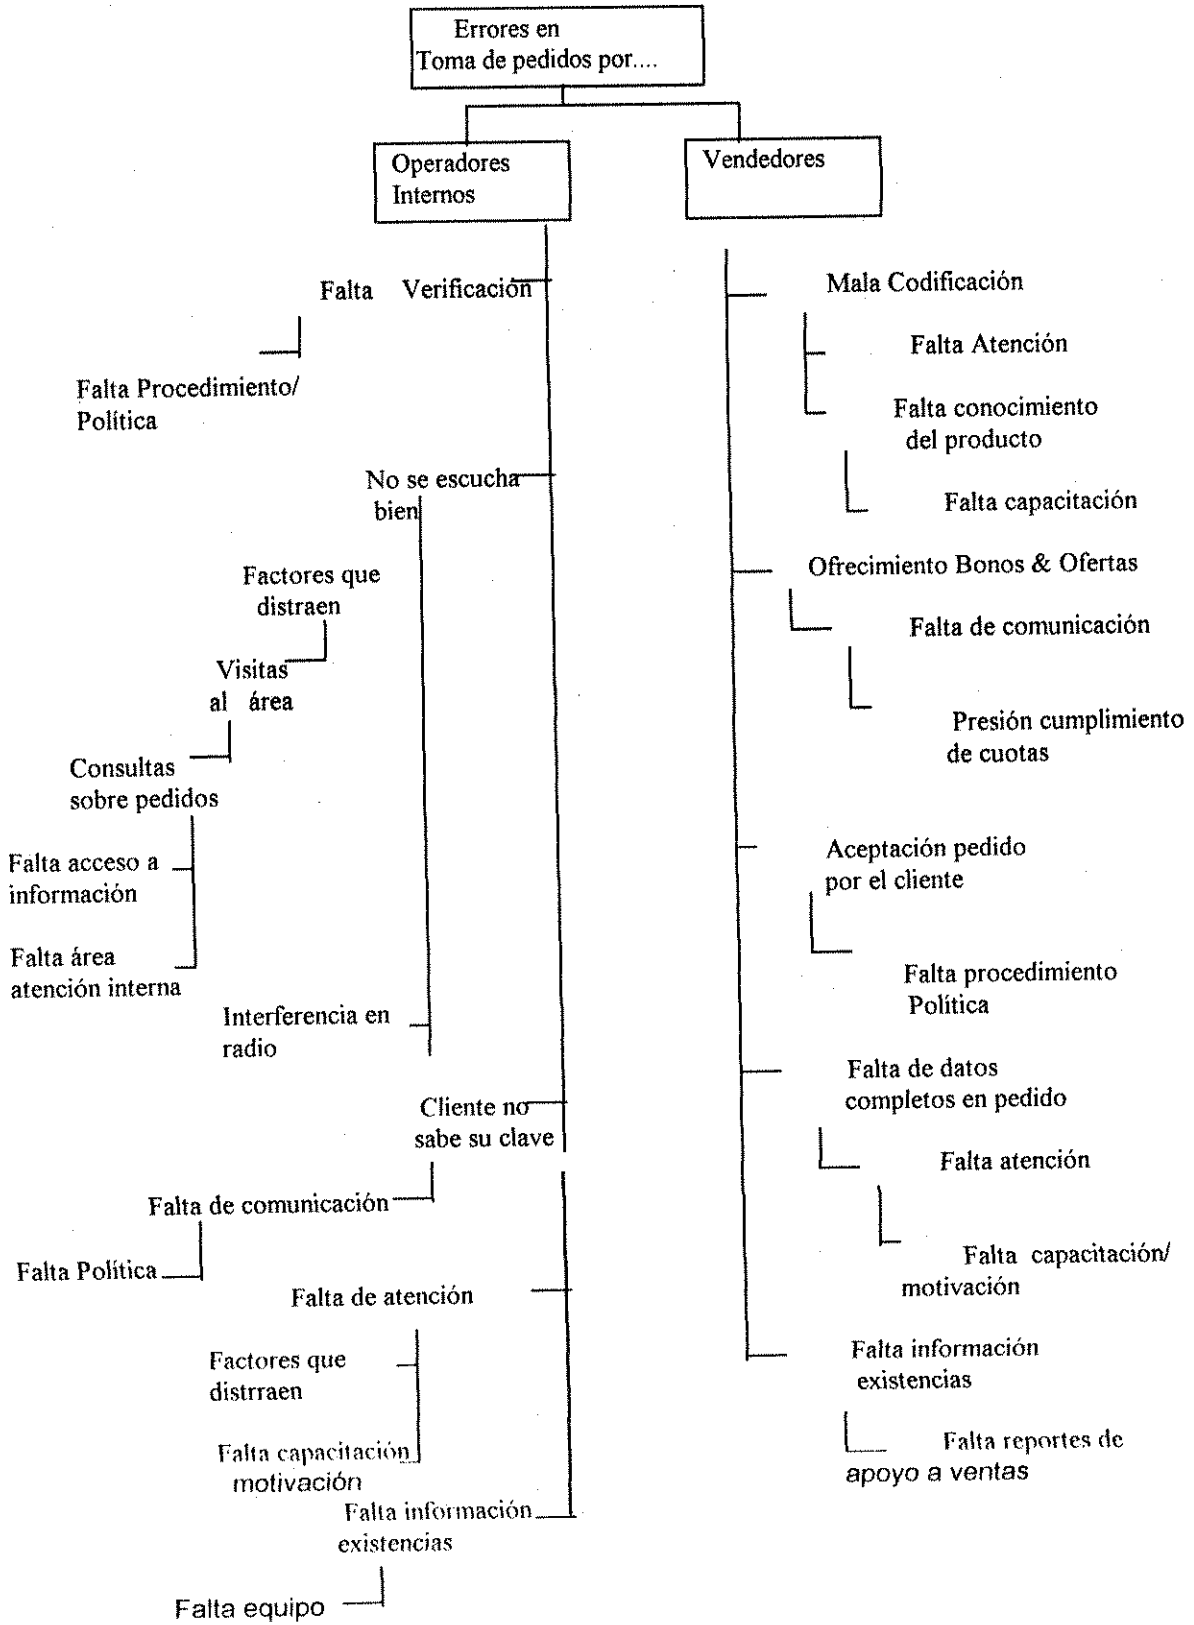 Errores en
Toma de pedidos por....
Operadores
Internos
Vendedores
Falta Verificación
Falta Procedimiento/
Política
No se escucha
bien
Factores que
distraen
Visitas
al área
Consultas
sobre pedidos
Falta acceso a
información
Falta área
atención interna
Interferencia en
radio
Cliente no
sabe su clave
Falta de comunicación
Falta Política
Falta de atención
Factores que
distrraen
Falta capacitación
motivación
Falta información
existencias
Falta equipo
Mala Codificación
Falta Atención
Falta conocimiento
del producto
Falta capacitación
Ofrecimiento Bonos & Ofertas
Falta de comunicación
Presión cumplimiento
de cuotas
Aceptación pedido
por el cliente
Falta procedimiento
Política
Falta de datos
completos en pedido
Falta atención
Falta capacitación/
motivación
Falta información
existencias
Falta reportes de
apoyo a ventas